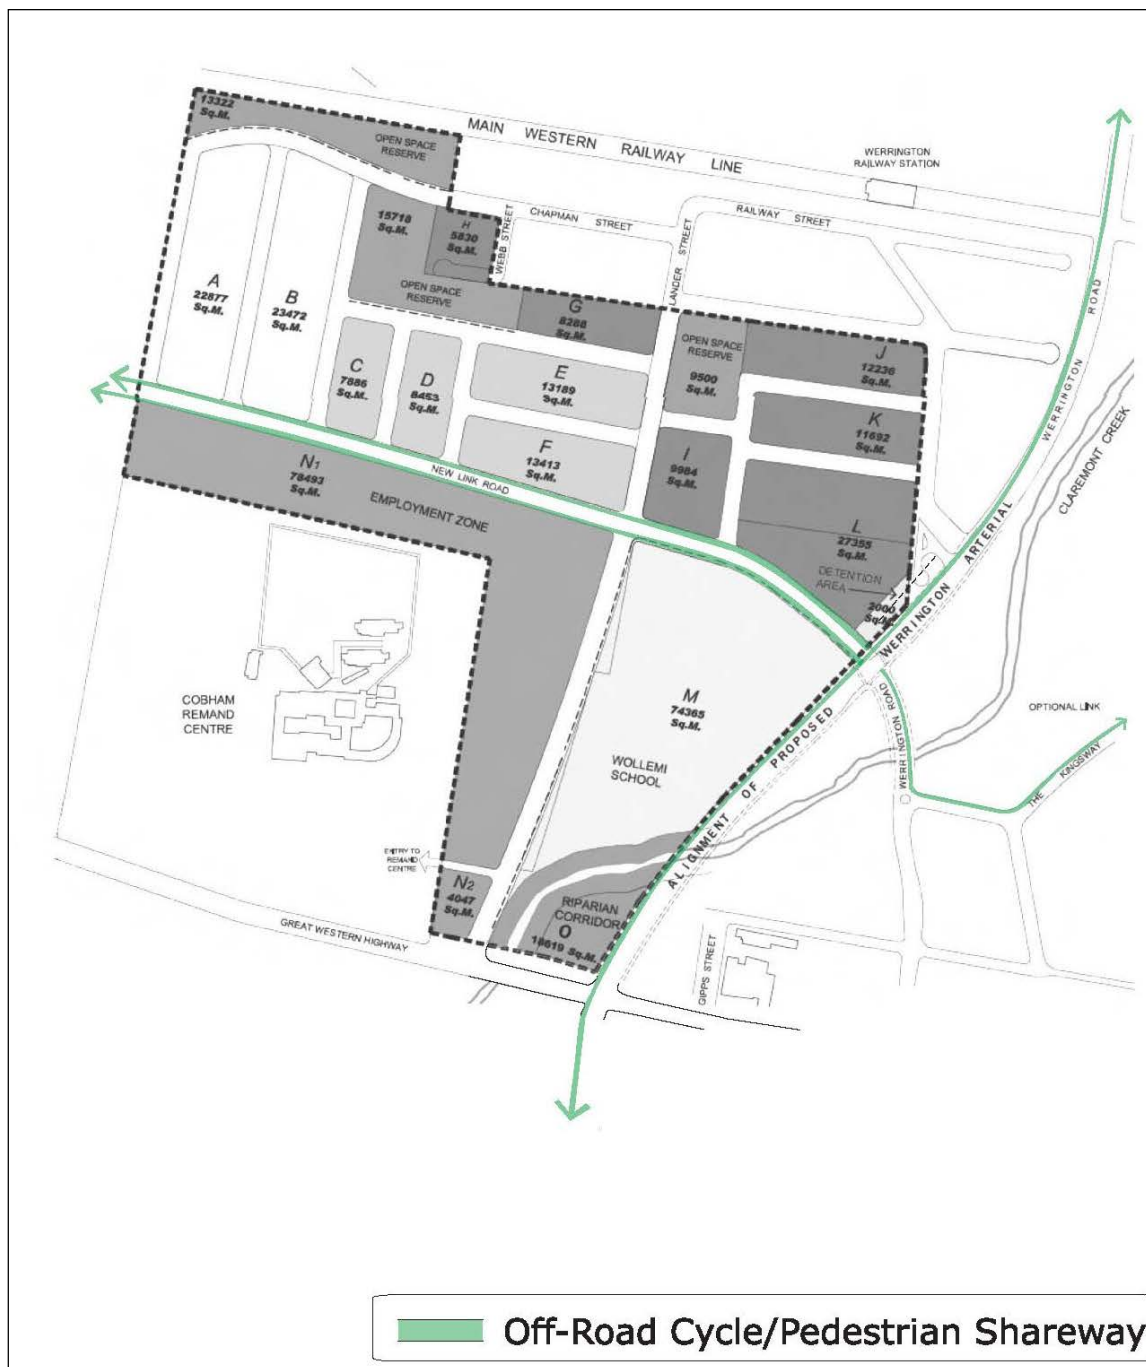 13322
Sq.M.
OPEN SPACE
RESERVE
MAIN WESTERN RAILWAY LINE
WERRINGTON
RAILWAY STATION
15718
Sq.M.
H
5830
Sq.M.
WEBB STREET
CHAPMAN STREET
LANDER STREET
RAILWAY STREET
A
22877
Sq.M.
B
23472
Sq.M.
OPEN SPACE
RESERVE
G
8288
Sq.M.
OPEN SPACE
RESERVE
9500
Sq.M.
J
12236
Sq.M.
WERRINGTON ROAD
C
7886
Sq.M.
D
8453
Sq.M.
E
13189
Sq.M.
K
11692
Sq.M.
CLAREMONT CREEK
F
13413
Sq.M.
I
9984
Sq.M.
N1
78493
Sq.M.
NEW LINK ROAD
EMPLOYMENT ZONE
L
27355
Sq.M.
DETENTION
AREA
2000
Sq.M.
ALIGNMENT OF PROPOSED WERRINGTON ARTERIAL
COBHAM
REMAND
CENTRE
M
74365
Sq.M.
WOLLEMI
SCHOOL
WERRINGTON ROAD
OPTIONAL LINK
THE KINGSWAY
ENTRY TO
REMAND
CENTRE
N2
4047
Sq.M.
RIPARIAN
CORRIDOR
O
18619 Sq.M.
GREAT WESTERN HIGHWAY
GIPPS STREET
Off-Road Cycle/Pedestrian Shareway